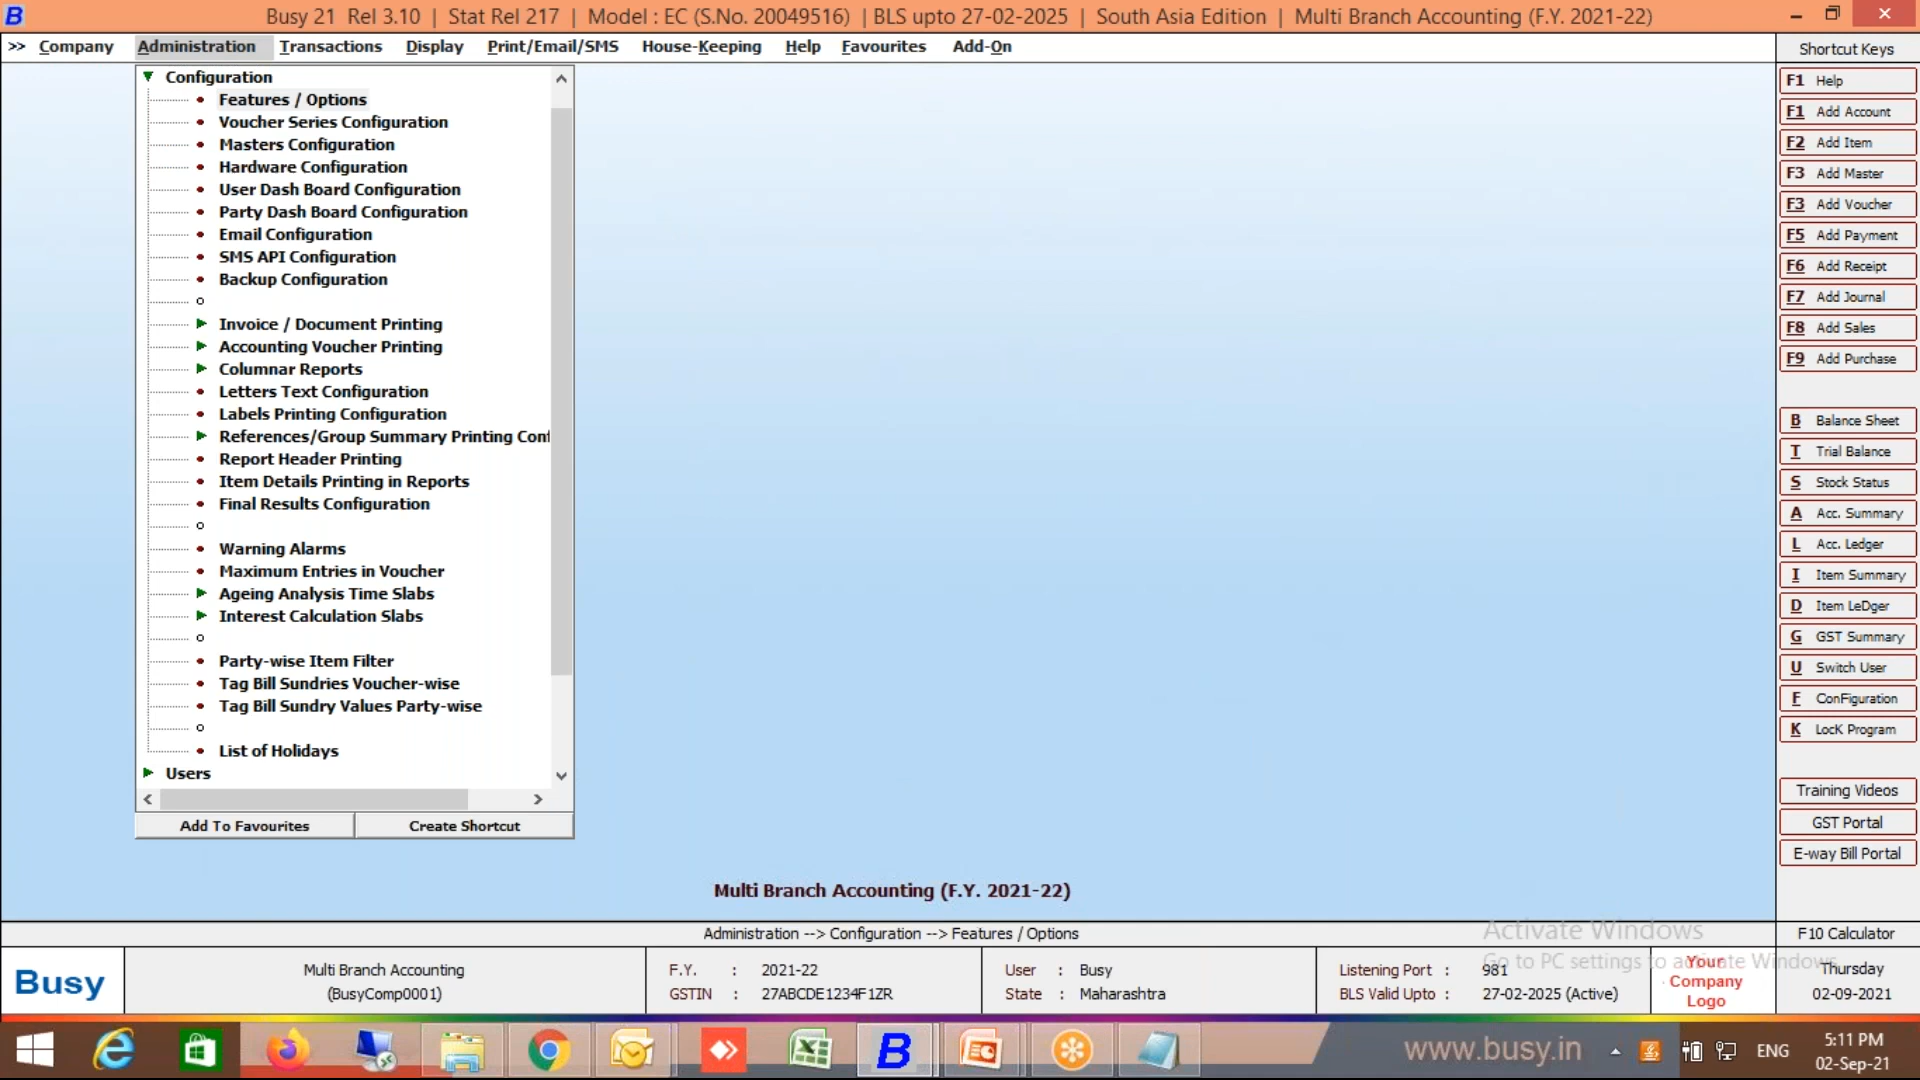 B Busy 21 Rel 3.10 | Stat Rel 217 | Model : EC (S.No. 20049516) | BLS upto 27-02-2025 | South Asia Edition | Multi Branch Accounting (F.Y. 2021-22)
>> Company Administration Transactions Display Print/Email/SMS House-Keeping Help Favourites Add-On
Configuration
Features / Options
Voucher Series Configuration
Masters Configuration
Hardware Configuration
User Dash Board Configuration
Party Dash Board Configuration
Email Configuration
SMS API Configuration
Backup Configuration
Invoice / Document Printing
Accounting Voucher Printing
Columnar Reports
Letters Text Configuration
Labels Printing Configuration
References/Group Summary Printing Conf
Report Header Printing
Item Details Printing in Reports
Final Results Configuration
Warning Alarms
Maximum Entries in Voucher
Ageing Analysis Time Slabs
Interest Calculation Slabs
Party-wise Item Filter
Tag Bill Sundries Voucher-wise
Tag Bill Sundry Values Party-wise
List of Holidays
Users
Add To Favourites Create Shortcut
Shortcut Keys
F1 Help
F1 Add Account
F2 Add Item
F3 Add Master
F3 Add Voucher
F5 Add Payment
F6 Add Receipt
F7 Add Journal
F8 Add Sales
F9 Add Purchase
B Balance Sheet
T Trial Balance
S Stock Status
A Acc. Summary
L Acc. Ledger
I Item Summary
D Item LeDger
G GST Summary
U Switch User
F ConFiguration
K LocK Program
Training Videos
GST Portal
E-way Bill Portal
Multi Branch Accounting (F.Y. 2021-22)
Administration --> Configuration --> Features / Options
Activate Windows
Go to PC settings to activate Windows.
F10 Calculator
Busy
Multi Branch Accounting
(BusyComp0001)
F.Y. : 2021-22
GSTIN : 27ABCDE1234F1ZR
User : Busy
State : Maharashtra
Listening Port : 981
BLS Valid Upto : 27-02-2025 (Active)
Your
Company
Logo
Thursday
02-09-2021
B
www.busy.in
ENG
5:11 PM
02-Sep-21